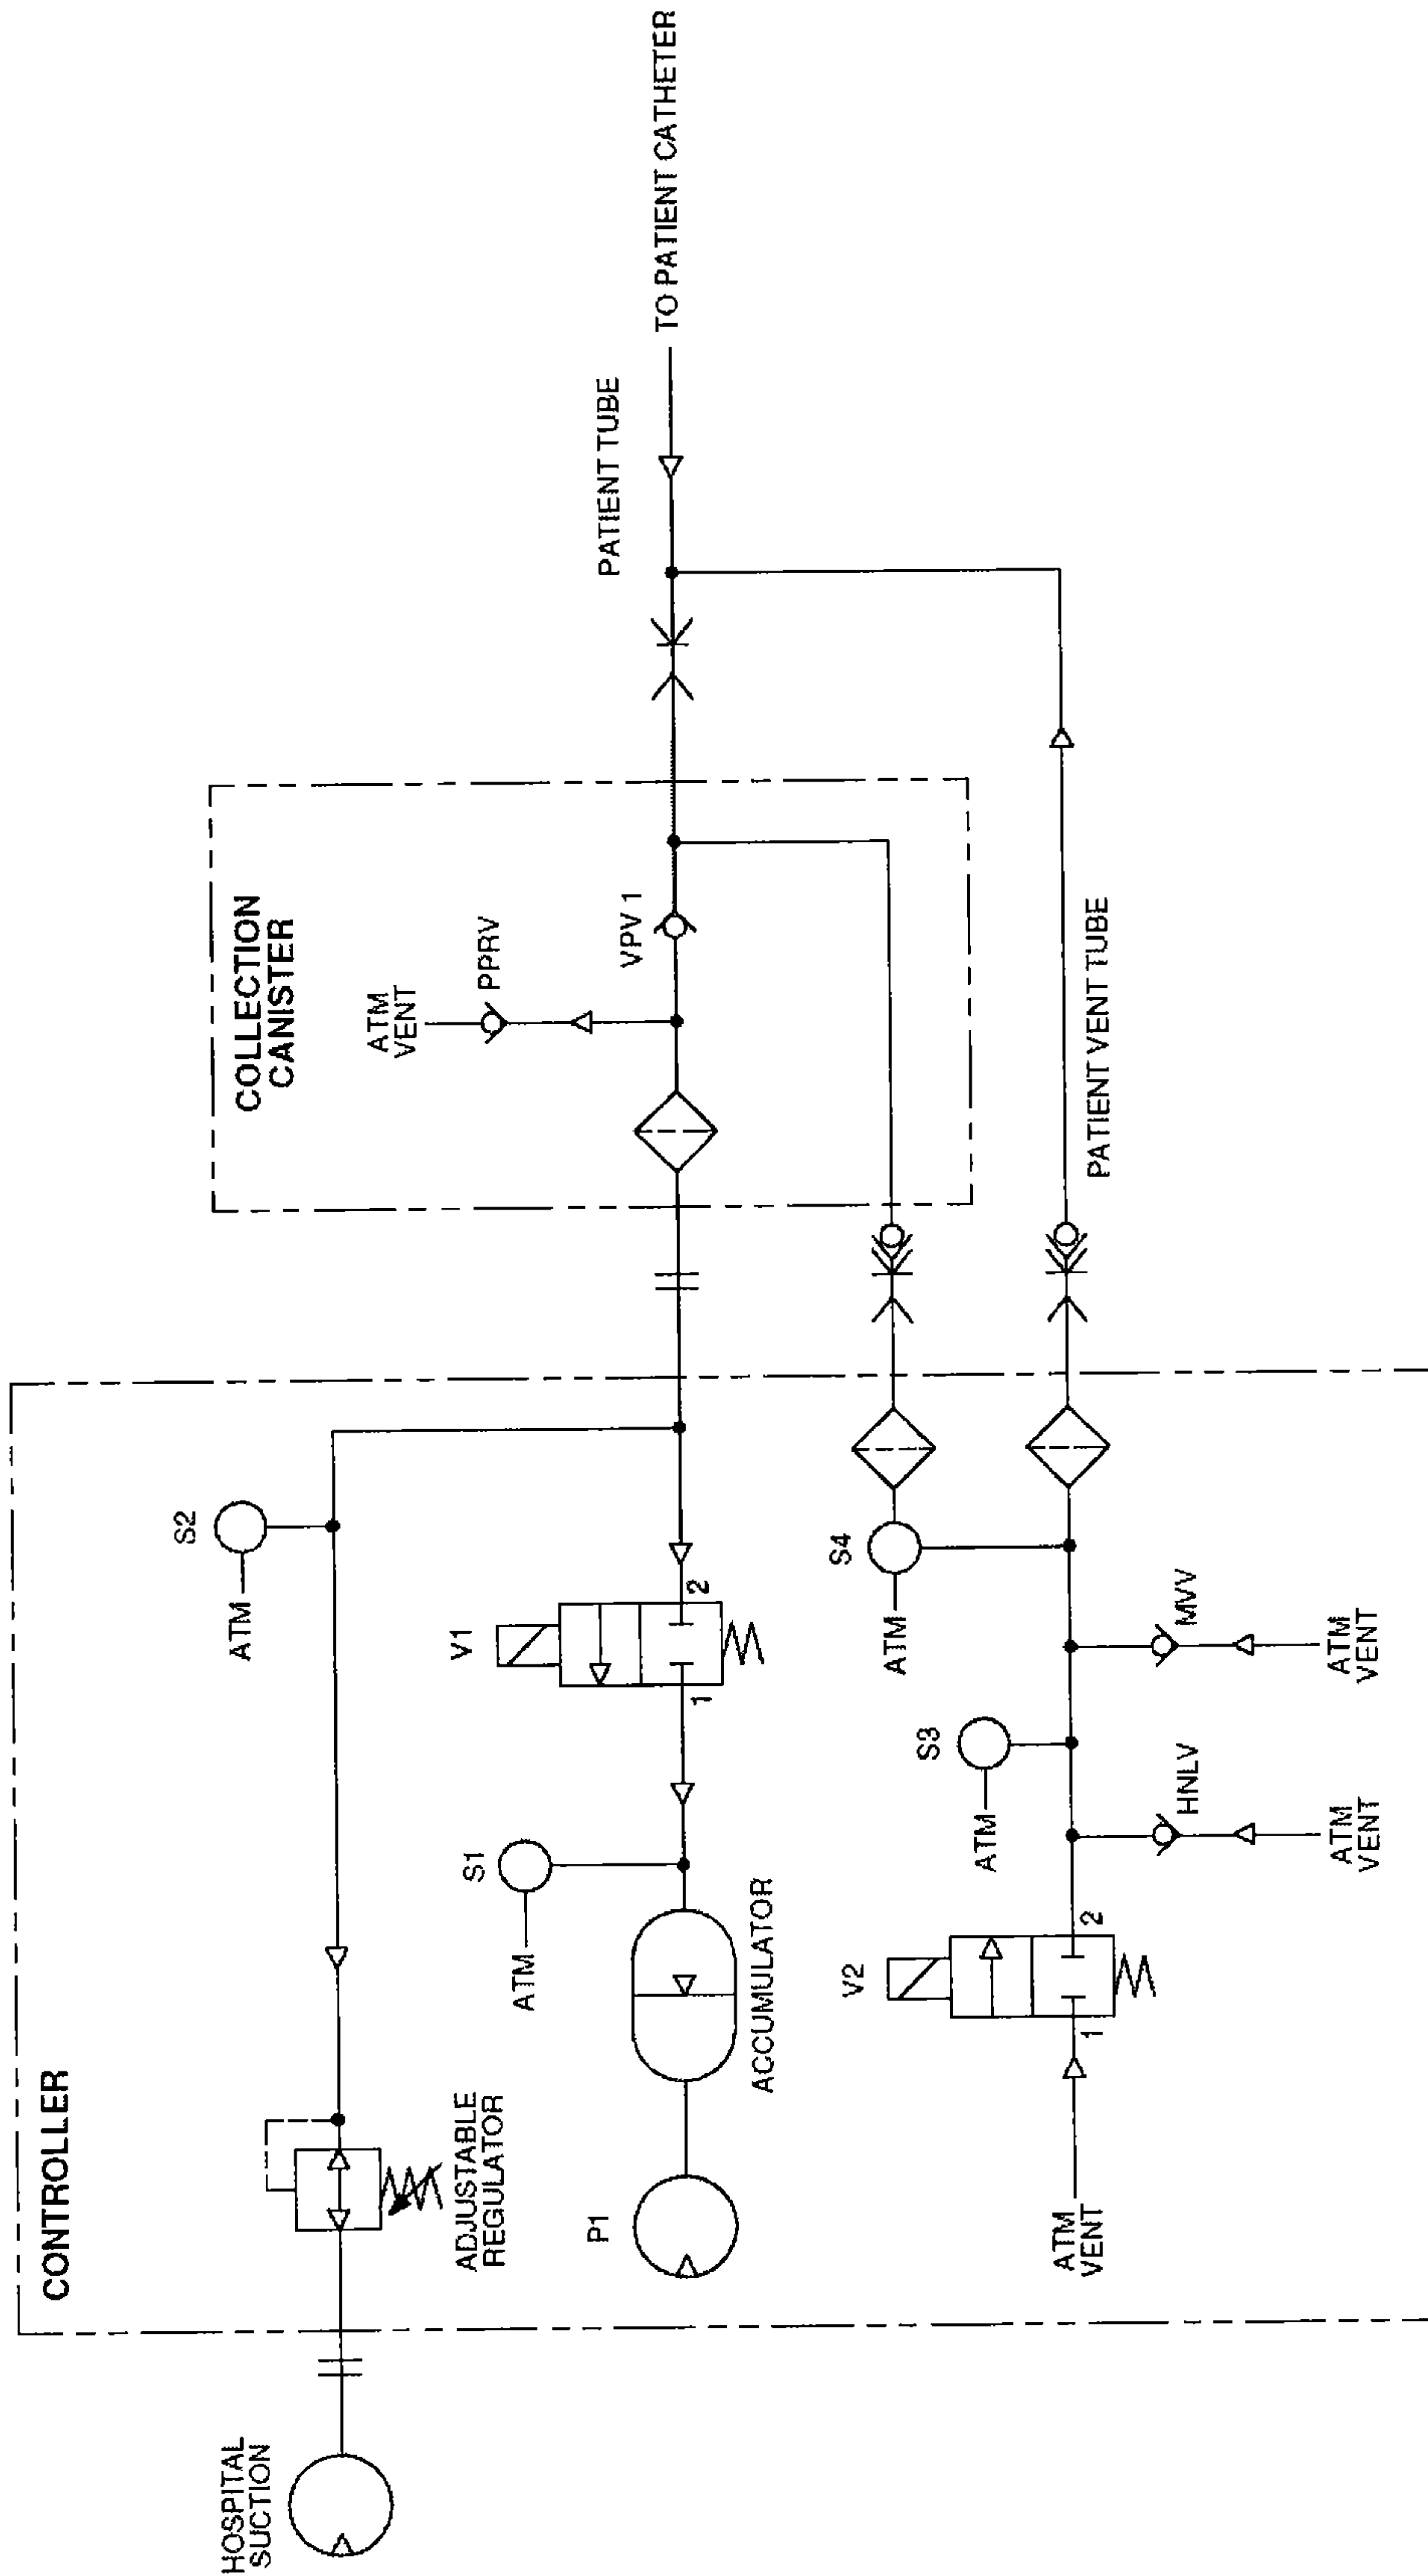 CONTROLLER
HOSPITAL
SUCTION
ADJUSTABLE
REGULATOR
ATM
S2
P1
ACCUMULATOR
ATM
S1
V1
1
2
ATM
VENT
V2
1
2
ATM
S3
HNLV
ATM
VENT
ATM
S4
MVV
ATM
VENT
COLLECTION
CANISTER
ATM
VENT
PPRV
VPV 1
PATIENT VENT TUBE
PATIENT TUBE
TO PATIENT CATHETER